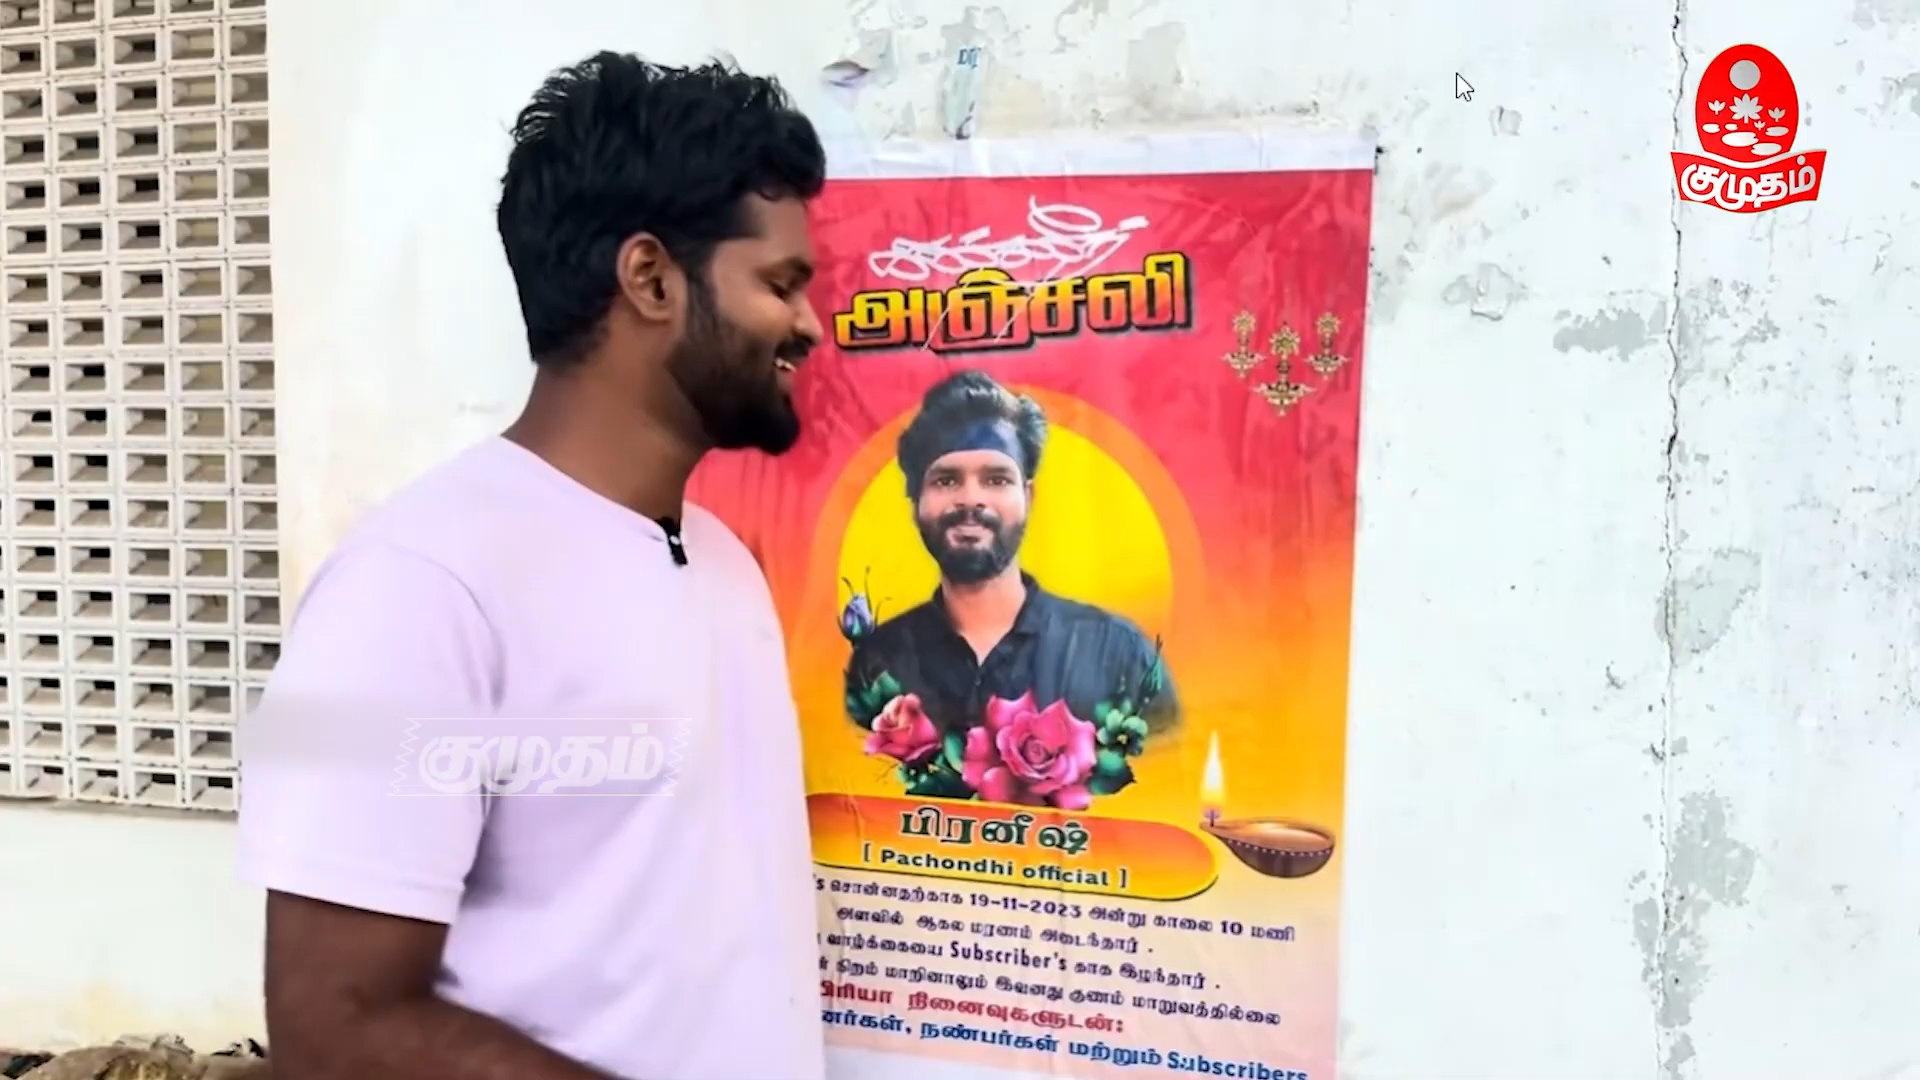 குமுதம்
அஞ்சலி
குமுதம்
பிரனீஷ்
[ Pachondhi official ]
's சொன்னதற்காக 19-11-2023 அன்று காலை 10 மணி
அளவில் ஆகல மரணம் அடைந்தார் .
வாழ்க்கையை Subscriber's காக இழந்தார் .
நிறம் மாறினாலும் இவனது குணம் மாறுவத்தில்லை
பிரியா நினைவுகளுடன்:
னர்கள், நண்பர்கள் மற்றும் Subscribers